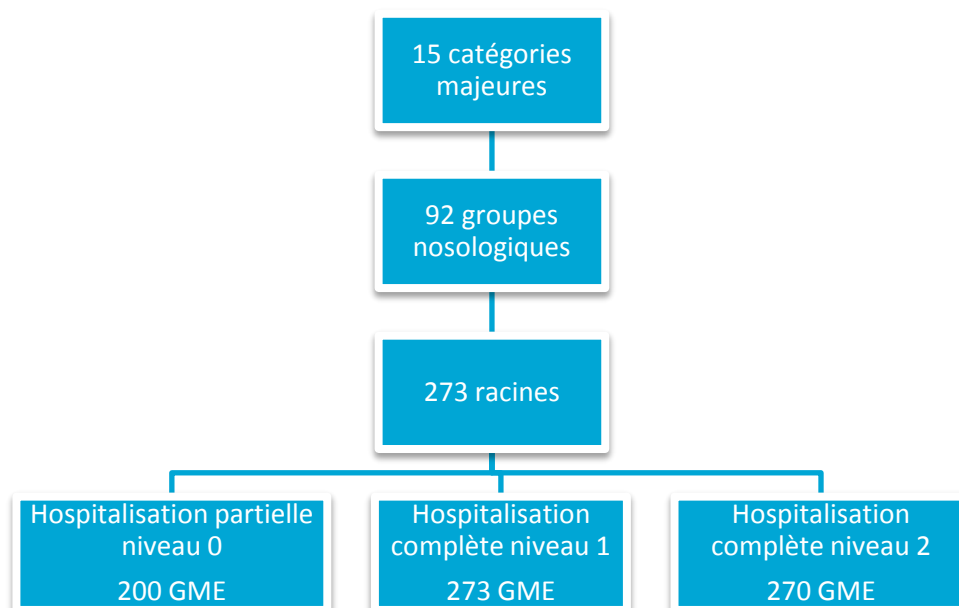 15 catégories
majeures
92 groupes
nosologiques
273 racines
Hospitalisation partielle
niveau 0
200 GME
Hospitalisation
complète niveau 1
273 GME
Hospitalisation
complète niveau 2
270 GME